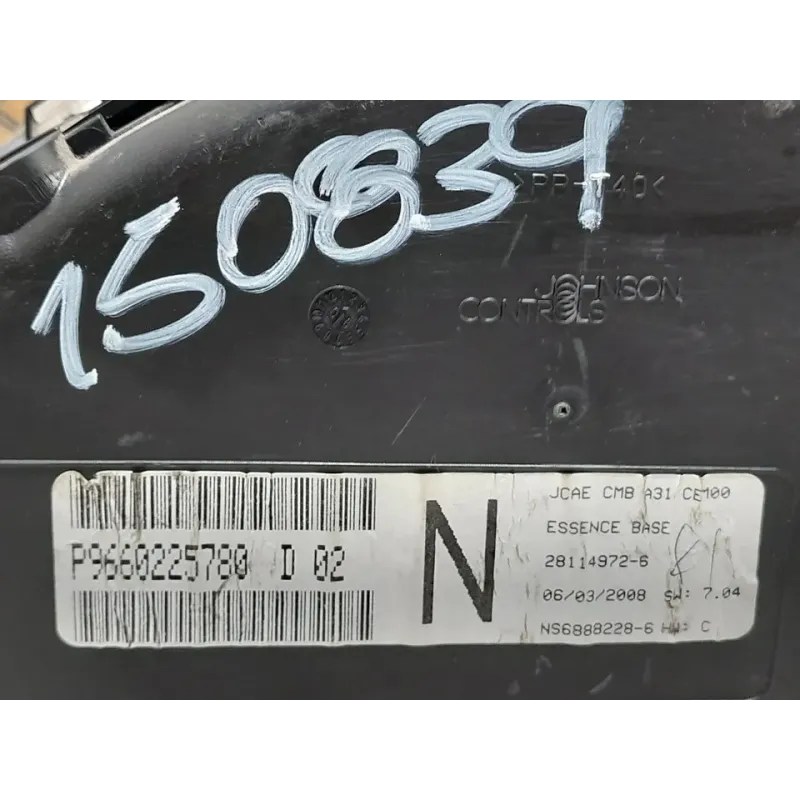 150839
>PP-T40<
JOHNSON
CONTROLS
P9660225780 D 02
N
JCAE CMB A31 CE100
ESSENCE BASE
28114972-6
06/03/2008 SW: 7.04
NS6888228-6 HW: C